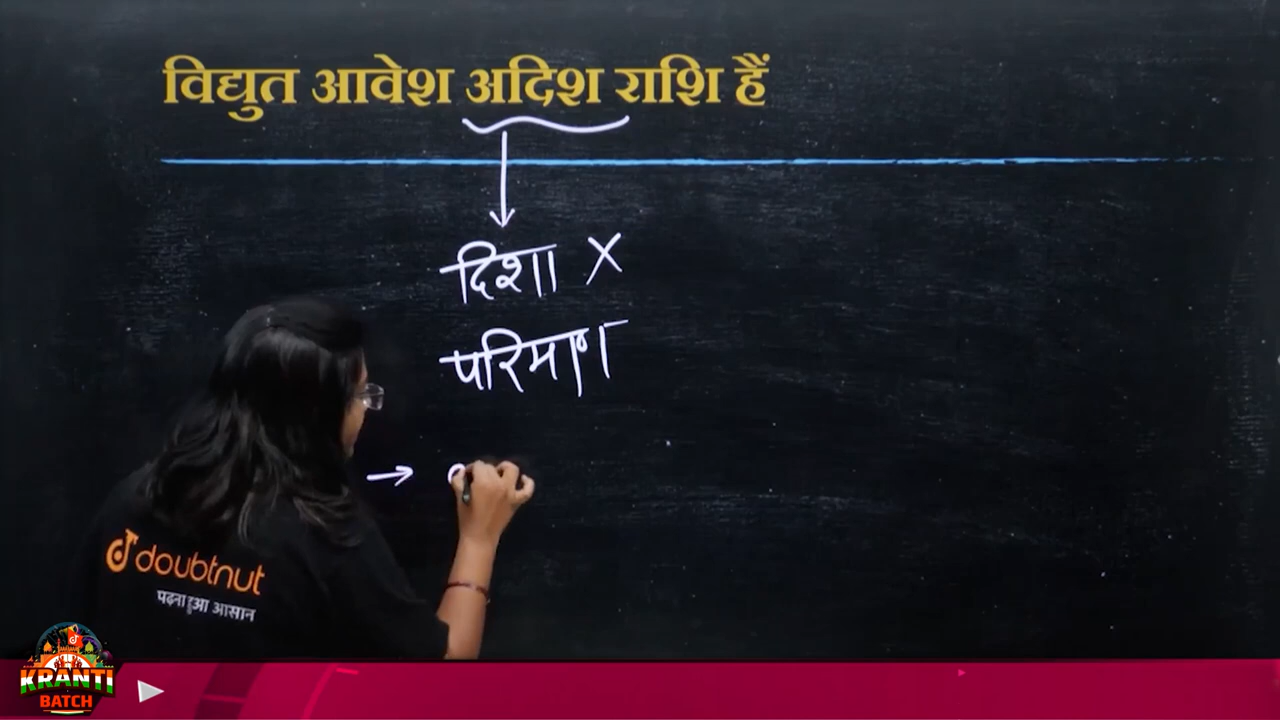 विद्युत आवेश अदिश राशि हैं
दिशा X
परिमाण
→
doubtnut
पढ़ना हुआ आसान
KRANTI
BATCH